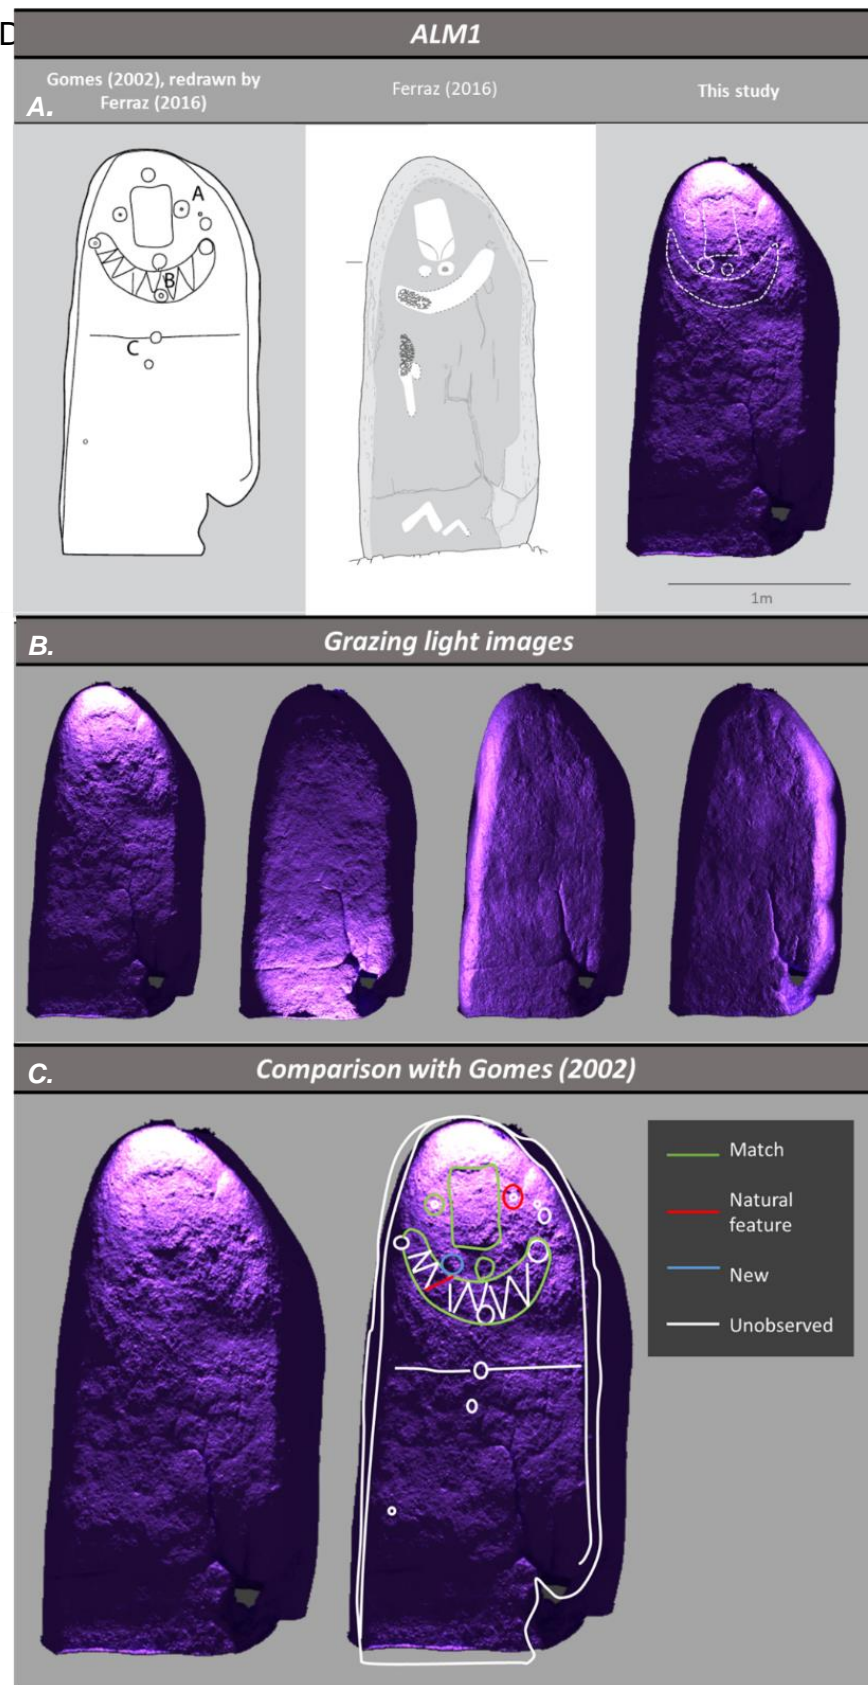 D
ALM1
A.
Gomes (2002), redrawn by
Ferraz (2016)
Ferraz (2016)
This study
A
B
C
1m
B.
Grazing light images
C.
Comparison with Gomes (2002)
Match
Natural
feature
New
Unobserved